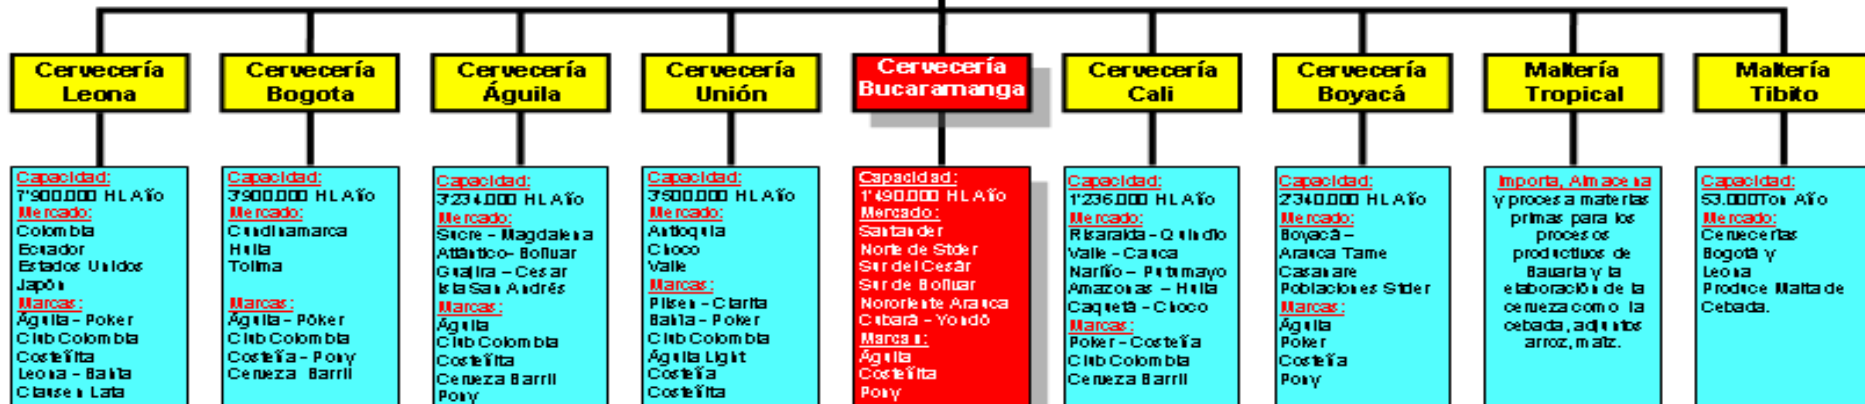 Cervecería
Leona
Cervecería
Bogota
Cervecería
Águila
Cervecería
Unión
Cervecería
Bucaramanga
Cervecería
Cali
Cervecería
Boyacá
Maltería
Tropical
Maltería
Tibito
Capacidad:
7'900.000 HL Año
Mercado:
Colombia
Ecuador
Estados Unidos
Japón
Marcas:
Águila - Poker
Club Colombia
Costeñita
Leona - Bahía
Clausen Lata
Capacidad:
3'900.000 HL Año
Mercado:
Cundinamarca
Huila
Tolima
Marcas:
Águila - Póker
Club Colombia
Costeña - Pony
Cerveza Barril
Capacidad:
3'234.000 HL Año
Mercado:
Sucre – Magdalena
Atlántico- Bolívar
Guajira – Cesar
Isla San Andrés
Marcas:
Águila
Club Colombia
Costeñita
Cerveza Barril
Pony
Capacidad:
3'500.000 HL Año
Mercado:
Antioquia
Choco
Valle
Marcas:
Pilsen - Clarita
Bahía - Poker
Club Colombia
Águila Light
Costeña
Costeñita
Capacidad:
1'490.000 HL Año
Mercado:
Santander
Norte de Stder
Sur del Cesár
Sur de Bolívar
Nororiente Arauca
Cubará - Yondó
Marcas:
Águila
Costeñita
Pony
Capacidad:
1'236.000 HL Año
Mercado:
Risaralda - Quindío
Valle - Cauca
Nariño – Putumayo
Amazonas – Huila
Caquetá - Choco
Marcas:
Poker - Costeña
Club Colombia
Cerveza Barril
Capacidad:
2'340.000 HL Año
Mercado:
Boyacá –
Arauca Tame
Casanare
Poblaciones Stder
Marcas:
Águila
Poker
Costeña
Pony
Importa, Almacena
y procesa materias
primas para los
procesos
productivos de
Bavaria y la
elaboración de la
cerveza como la
cebada, adjuntos
arroz, maíz.
Capacidad:
53.000Ton Año
Mercado:
Cervecerías
Bogotá y
Leona
Produce Malta de
Cebada.